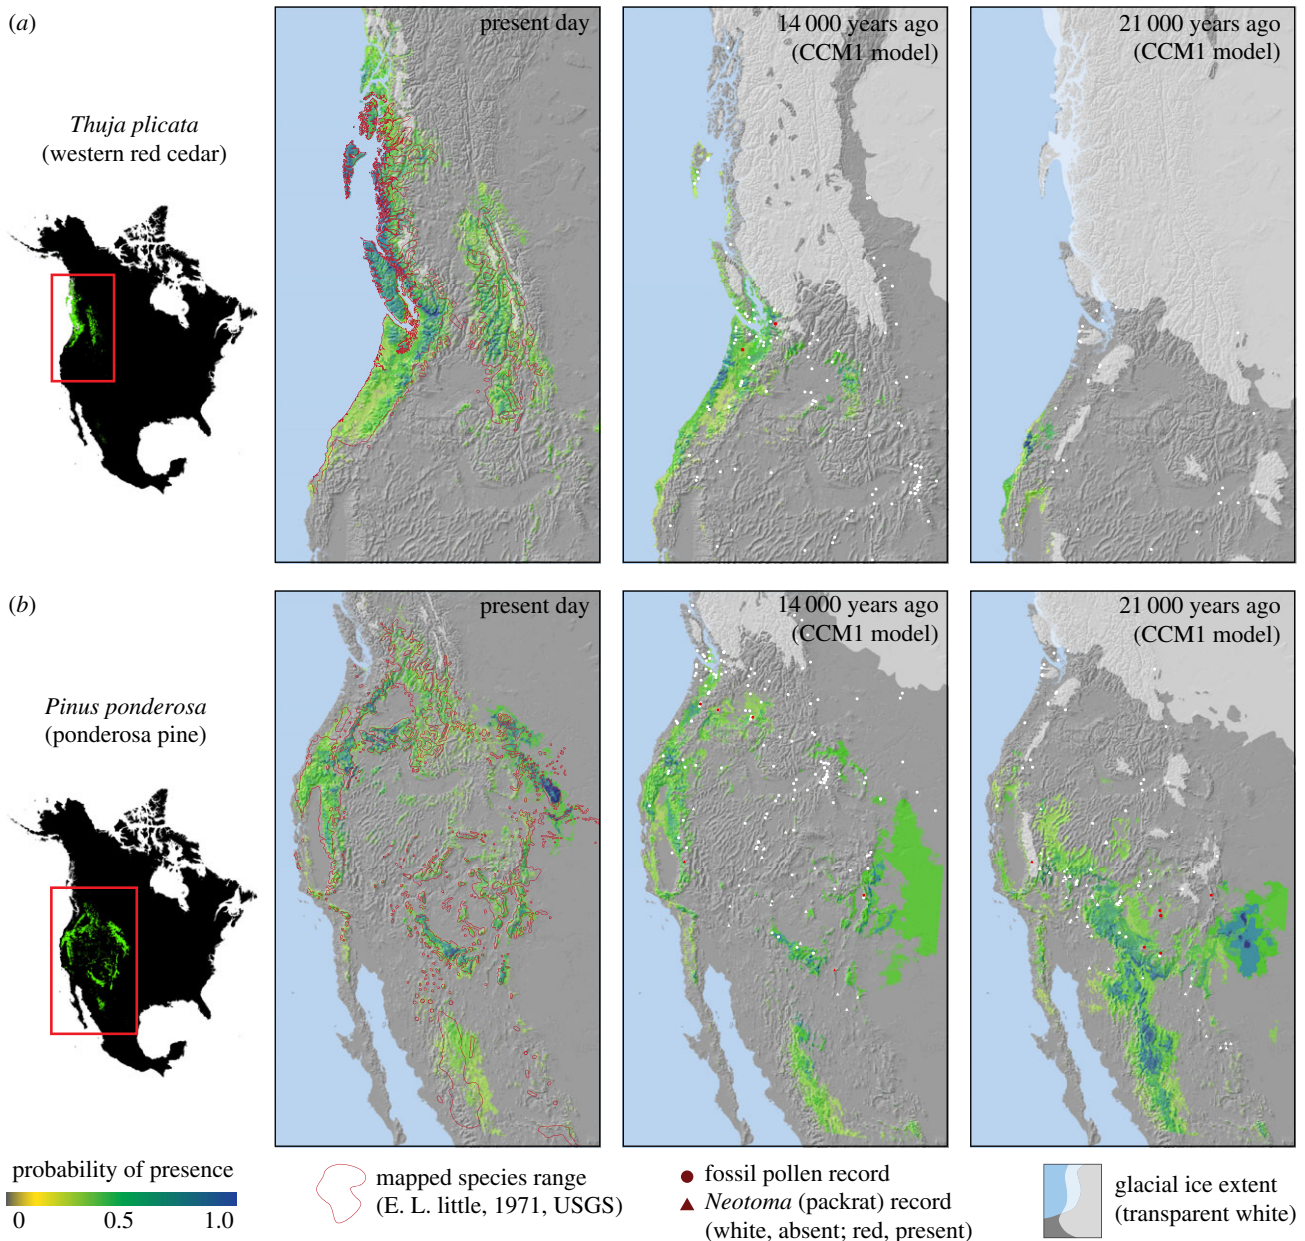 (a)
present day
14 000 years ago
(CCM1 model)
21 000 years ago
(CCM1 model)
Thuja plicata
(western red cedar)
(b)
present day
14 000 years ago
(CCM1 model)
21 000 years ago
(CCM1 model)
Pinus ponderosa
(ponderosa pine)
probability of presence
0 0.5 1.0
mapped species range
(E. L. little, 1971, USGS)
fossil pollen record
Neotoma (packrat) record
(white, absent; red, present)
glacial ice extent
(transparent white)